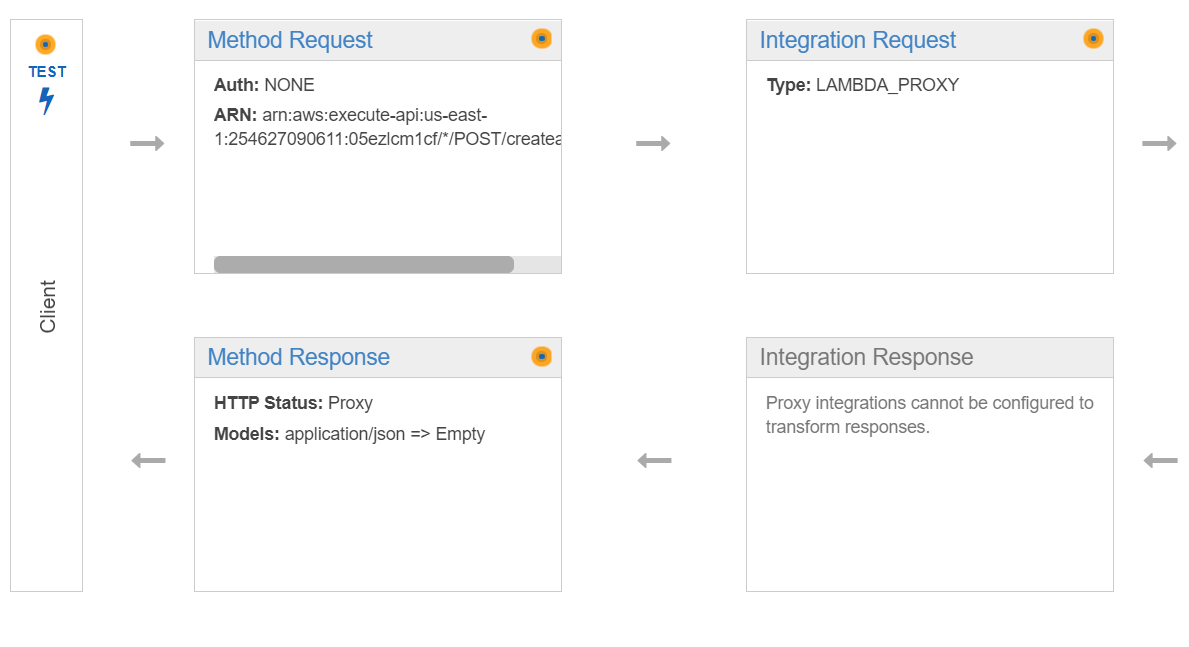 TEST
Client
Method Request
Auth: NONE
ARN: arn:aws:execute-api:us-east-
1:254627090611:05ezlcm1cf/*/POST/createa
Integration Request
Type: LAMBDA_PROXY
Method Response
HTTP Status: Proxy
Models: application/json => Empty
Integration Response
Proxy integrations cannot be configured to
transform responses.